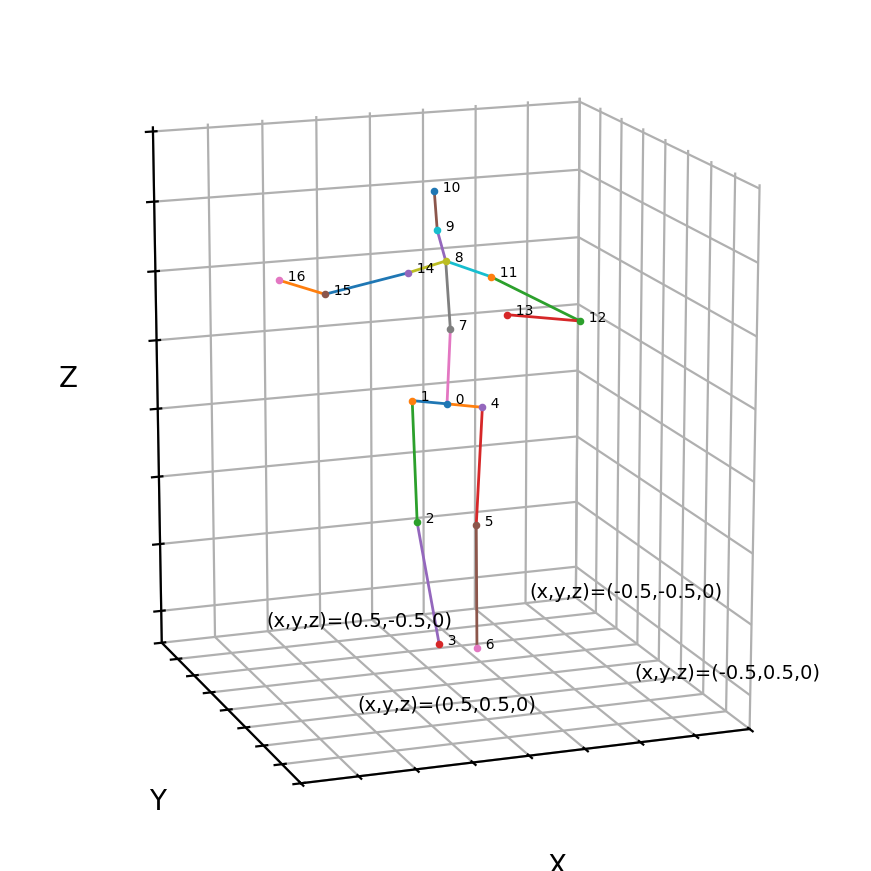 10
9
8
14
11
16
15
13
12
7
Z
1
0
4
2
5
(x,y,z)=(-0.5,-0.5,0)
(x,y,z)=(0.5,-0.5,0)
3
6
(x,y,z)=(-0.5,0.5,0)
(x,y,z)=(0.5,0.5,0)
Y
X